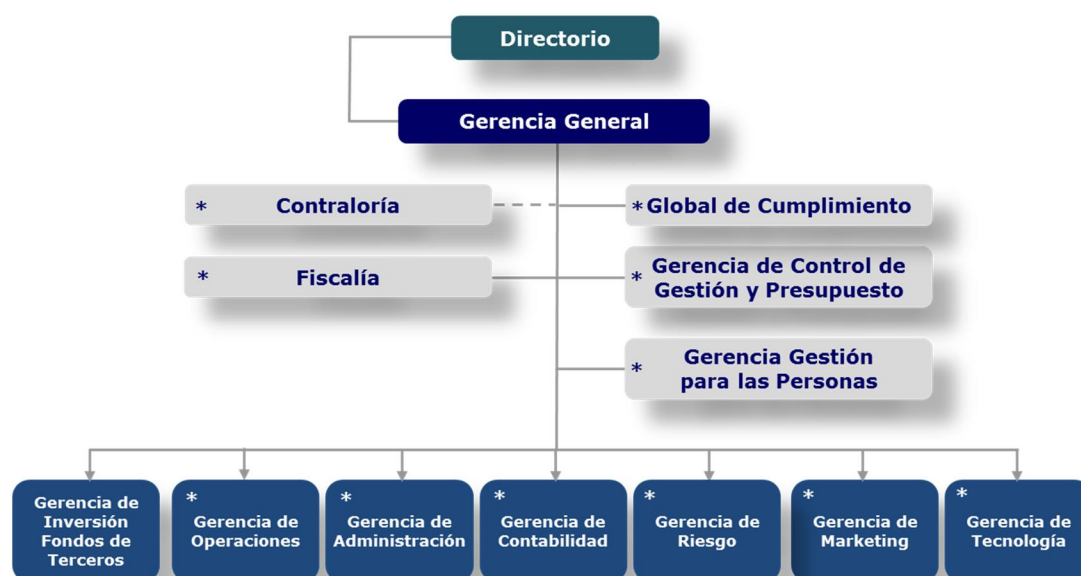 Directorio
Gerencia General
* Contraloría
* Global de Cumplimiento
* Fiscalía
* Gerencia de Control de
Gestión y Presupuesto
* Gerencia Gestión
para las Personas
Gerencia de
Inversión
Fondos de
Terceros
*
Gerencia de
Operaciones
*
Gerencia de
Administración
*
Gerencia de
Contabilidad
*
Gerencia de
Riesgo
*
Gerencia de
Marketing
*
Gerencia de
Tecnología